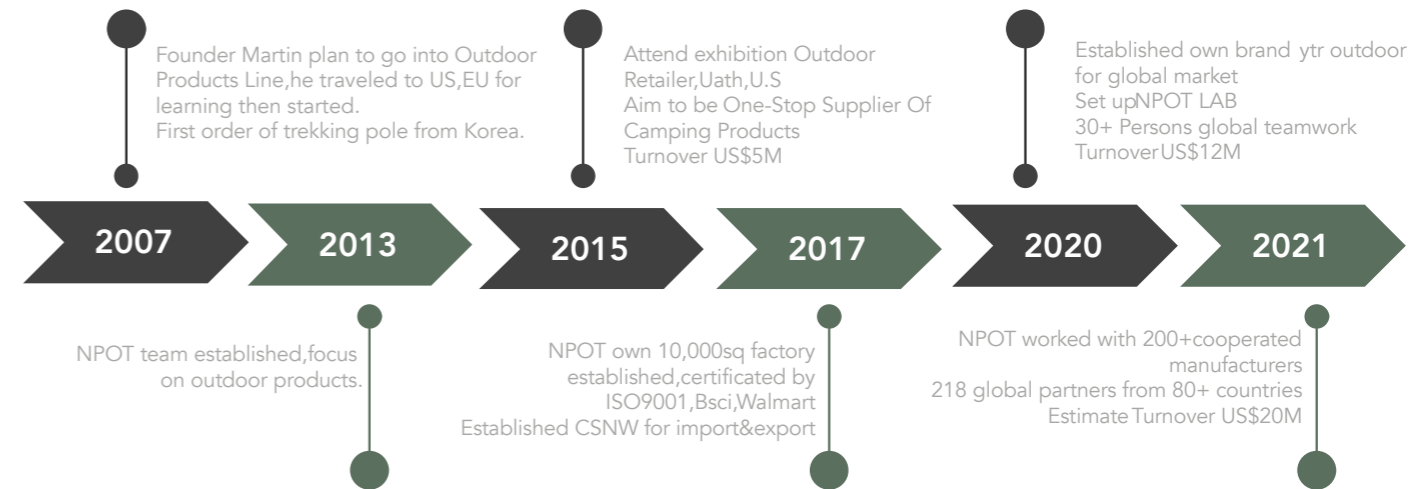 Founder Martin plan to go into Outdoor
Products Line,he traveled to US,EU for
learning then started.
First order of trekking pole from Korea.
Attend exhibition Outdoor
Retailer,Uath,U.S
Aim to be One-Stop Supplier Of
Camping Products
Turnover US$5M
Established own brand ytr outdoor
for global market
Set upNPOT LAB
30+ Persons global teamwork
TurnoverUS$12M
2007
2013
2015
2017
2020
2021
NPOT team established,focus
on outdoor products.
NPOT own 10,000sq factory
established,certificated by
ISO9001,Bsci,Walmart
Established CSNW for import&export
NPOT worked with 200+cooperated
manufacturers
218 global partners from 80+ countries
Estimate Turnover US$20M